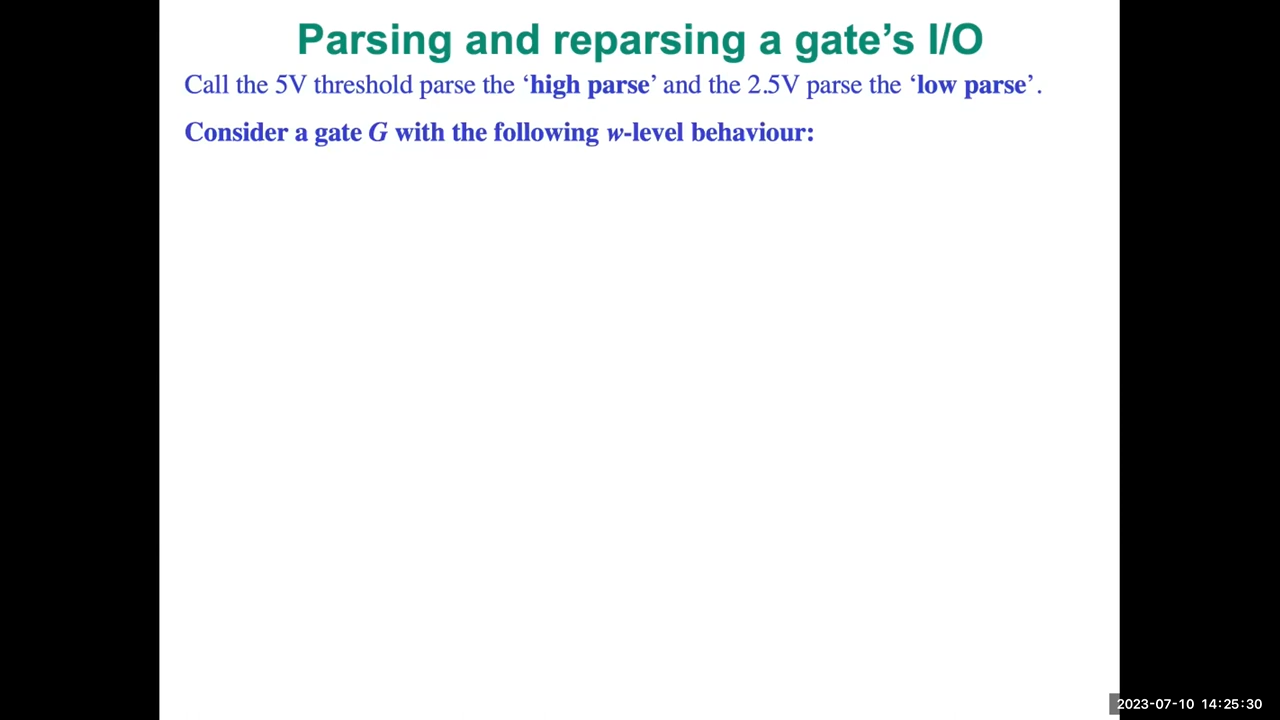 Parsing and reparsing a gate’s I/O
Call the 5V threshold parse the ‘high parse’ and the 2.5V parse the ‘low parse’.
Consider a gate G with the following w-level behaviour:
2023-07-10 14:25:30